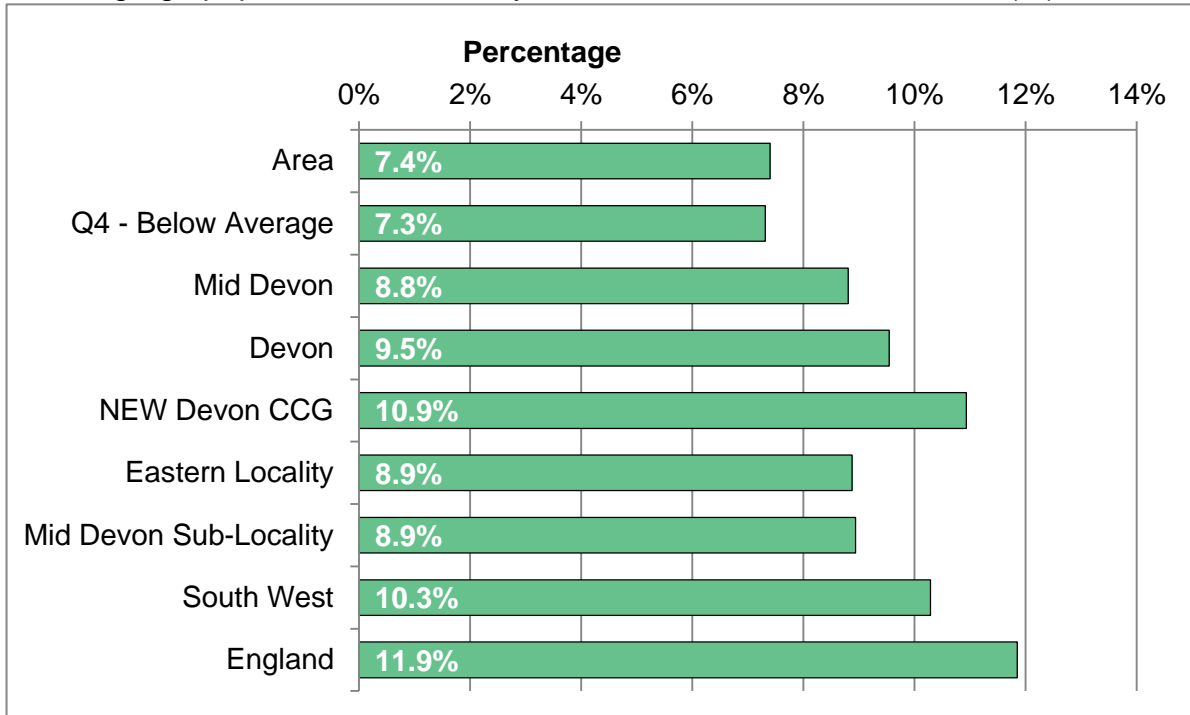 Percentage
0% 2% 4% 6% 8% 10% 12% 14%
Area 7.4%
Q4 - Below Average 7.3%
Mid Devon 8.8%
Devon 9.5%
NEW Devon CCG 10.9%
Eastern Locality 8.9%
Mid Devon Sub-Locality 8.9%
South West 10.3%
England 11.9%